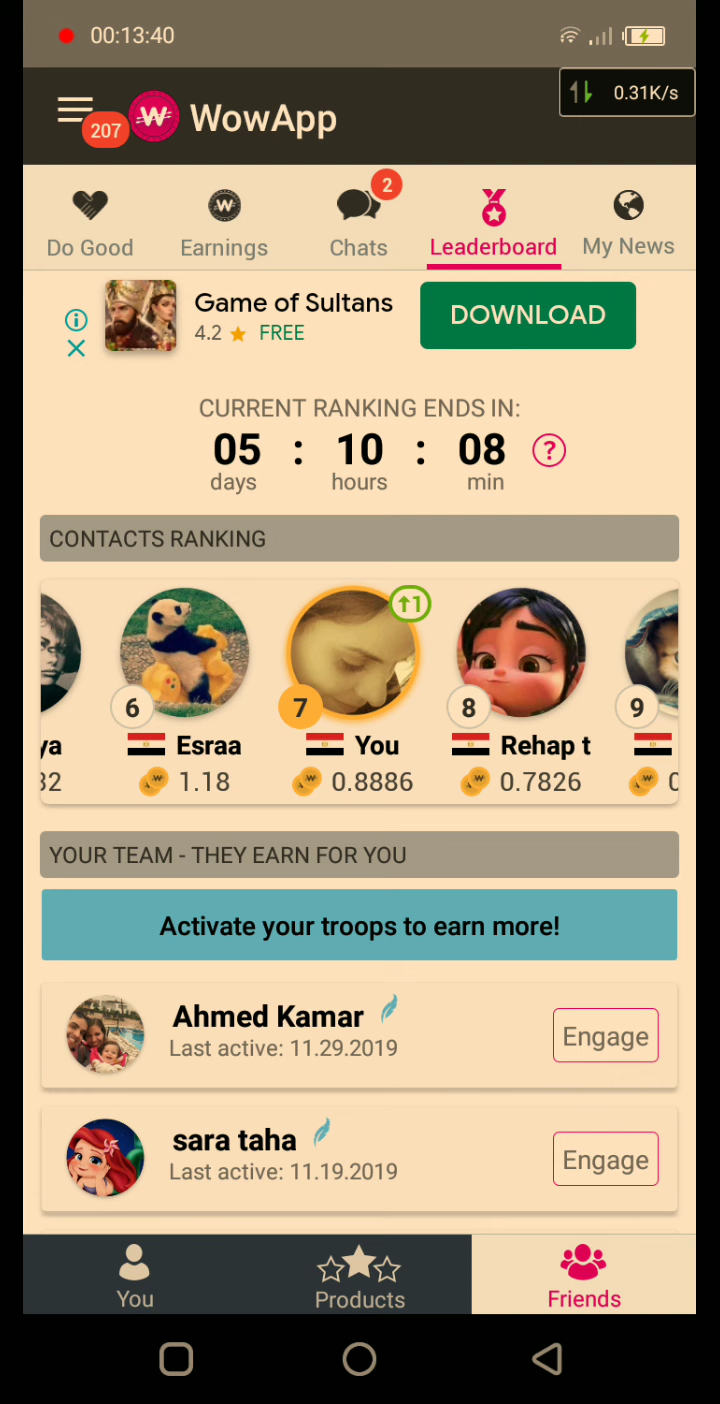 00:13:40
0.31K/s
207
WowApp
2
Do Good
Earnings
Chats
Leaderboard
My News
Game of Sultans
4.2 ★ FREE
DOWNLOAD
CURRENT RANKING ENDS IN:
05 : 10 : 08 ?
days hours min
CONTACTS RANKING
↑1
6 7 8 9
ya Esraa You Rehap t
32 1.18 0.8886 0.7826
YOUR TEAM - THEY EARN FOR YOU
Activate your troops to earn more!
Ahmed Kamar
Last active: 11.29.2019
Engage
sara taha
Last active: 11.19.2019
Engage
You
Products
Friends